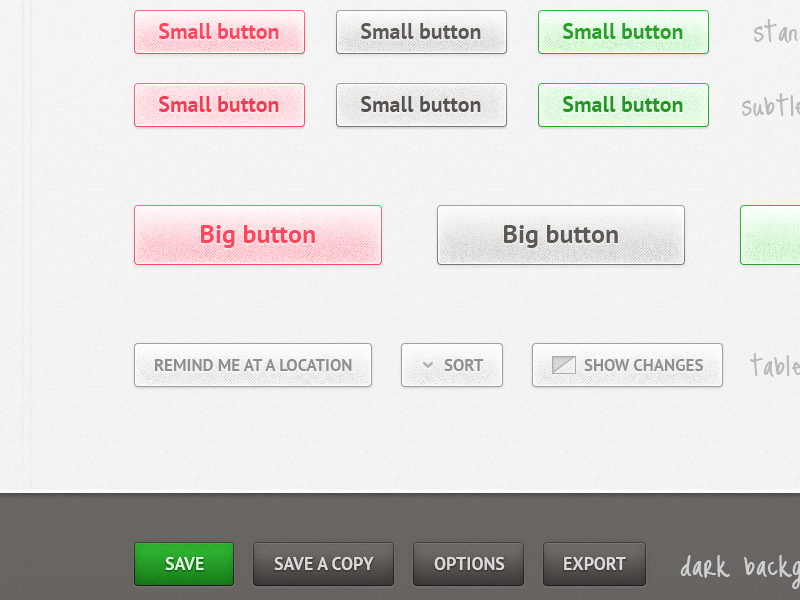 Small button Small button Small button stan
Small button Small button Small button subtle
Big button Big button
REMIND ME AT A LOCATION SORT SHOW CHANGES table
SAVE SAVE A COPY OPTIONS EXPORT dark backg